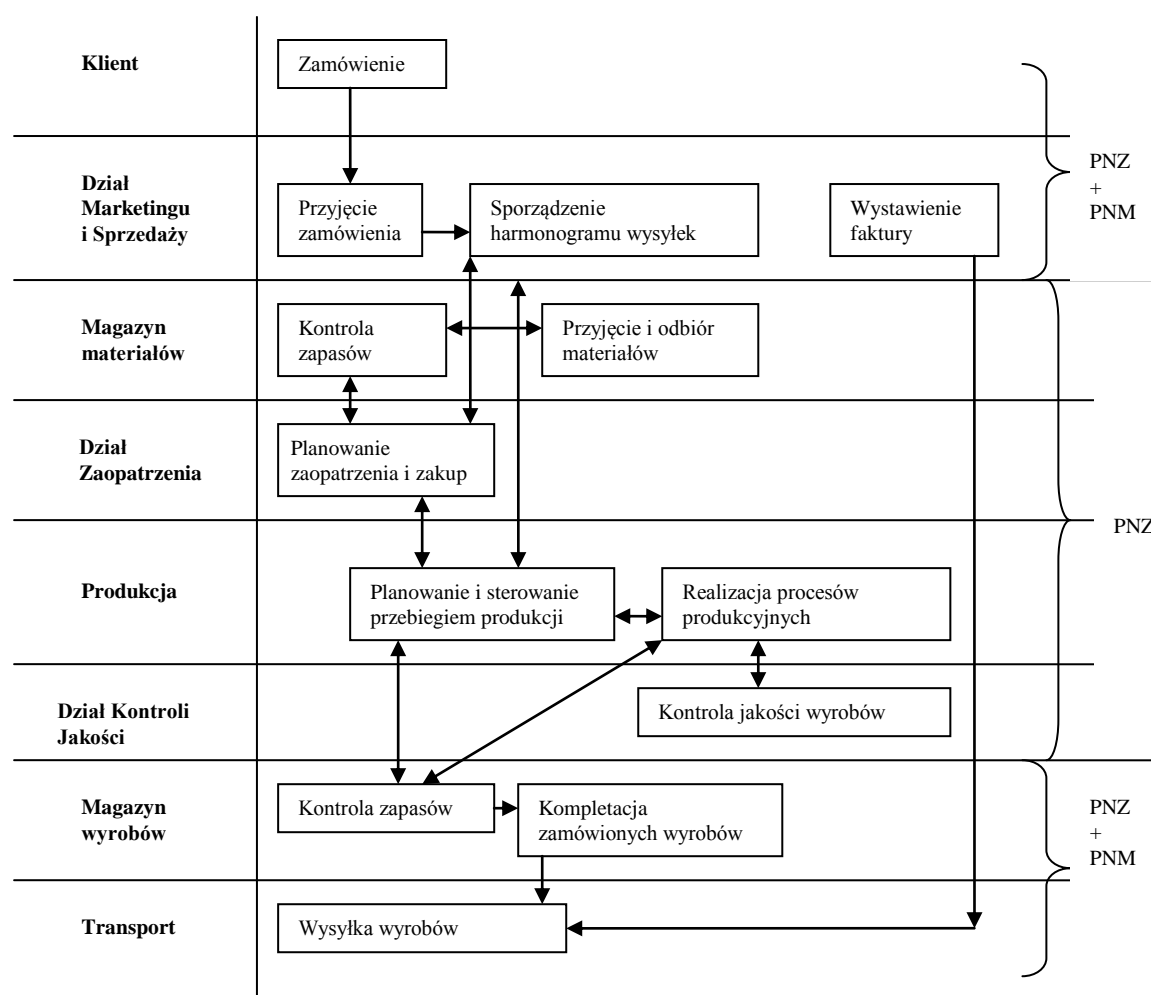 Klient
Zamówienie
PNZ
+
PNM
Dział
Marketingu
i Sprzedaży
Przyjęcie
zamówienia
Sporządzenie
harmonogramu wysyłek
Wystawienie
faktury
Magazyn
materiałów
Kontrola
zapasów
Przyjęcie i odbiór
materiałów
Dział
Zaopatrzenia
Planowanie
zaopatrzenia i zakup
PNZ
Produkcja
Planowanie i sterowanie
przebiegiem produkcji
Realizacja procesów
produkcyjnych
Dział Kontroli
Jakości
Kontrola jakości wyrobów
Magazyn
wyrobów
Kontrola zapasów
Kompletacja
zamówionych wyrobów
PNZ
+
PNM
Transport
Wysyłka wyrobów